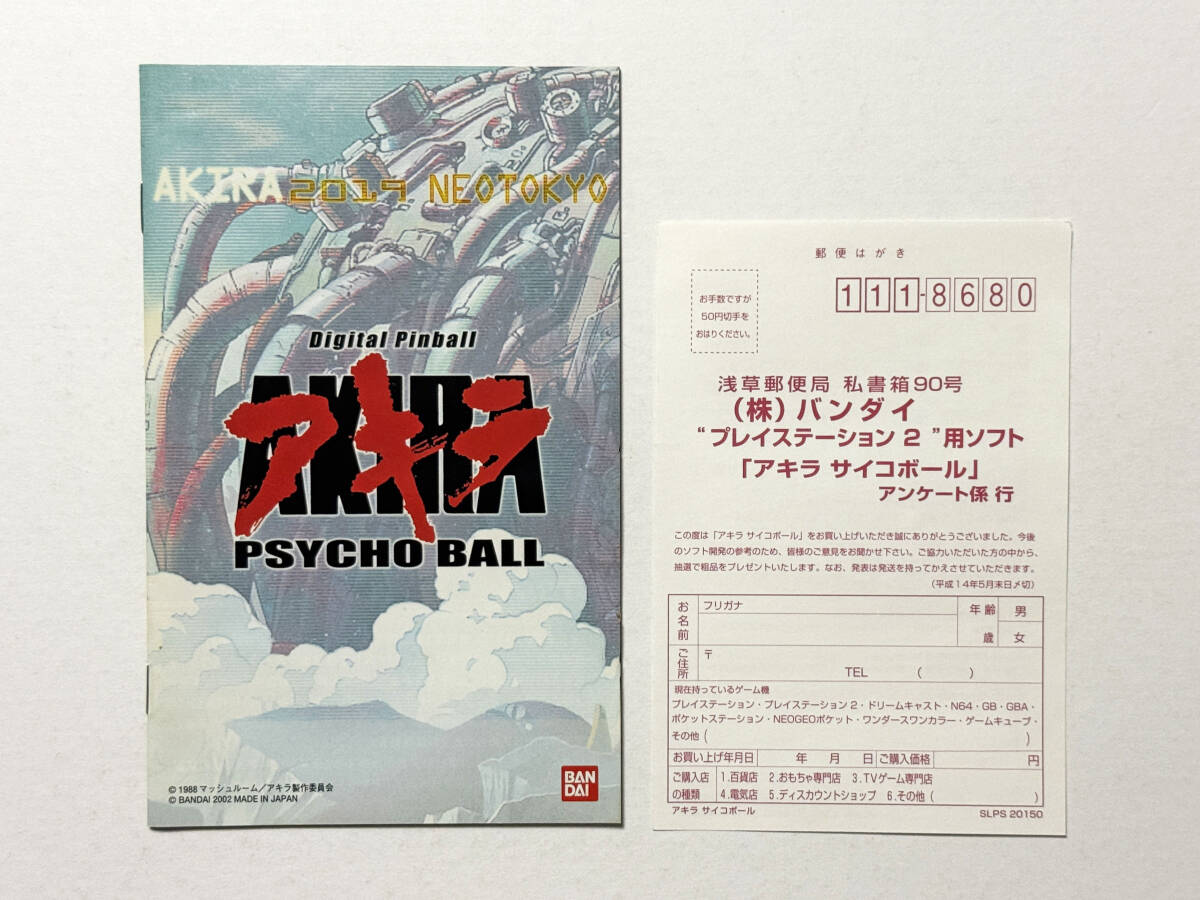 AKIRA 2019 NEOTOKYO
Digital Pinball
AKIRA
アキラ
PSYCHO BALL
© 1988 マッシュルーム／アキラ製作委員会
© BANDAI 2002 MADE IN JAPAN
BAN
DAI
郵便はがき
お手数ですが
50円切手を
おはりください。
111-8680
浅草郵便局 私書箱90号
(株)バンダイ
“プレイステーション 2 ”用ソフト
「アキラ サイコボール」
アンケート係 行
この度は「アキラ サイコボール」をお買い上げいただき誠にありがとうございました。今後
のソフト開発の参考のため、皆様のご意見をお聞かせ下さい。ご協力いただいた方の中から、
抽選で粗品をプレゼントいたします。なお、発表は発送を持ってかえさせていただきます。
(平成14年5月末日〆切)
お名前
フリガナ
年齢
歳
男
女
ご住所
〒
TEL ( )
現在持っているゲーム機
プレイステーション・プレイステーション2・ドリームキャスト・N64・GB・GBA・
ポケットステーション・NEOGEOポケット・ワンダースワンカラー・ゲームキューブ・
その他 ( )
お買い上げ年月日 年 月 日 ご購入価格 円
ご購入店 1.百貨店 2.おもちゃ専門店 3.TVゲーム専門店
の種類 4.電気店 5.ディスカウントショップ 6.その他 ( )
アキラ サイコボール
SLPS 20150